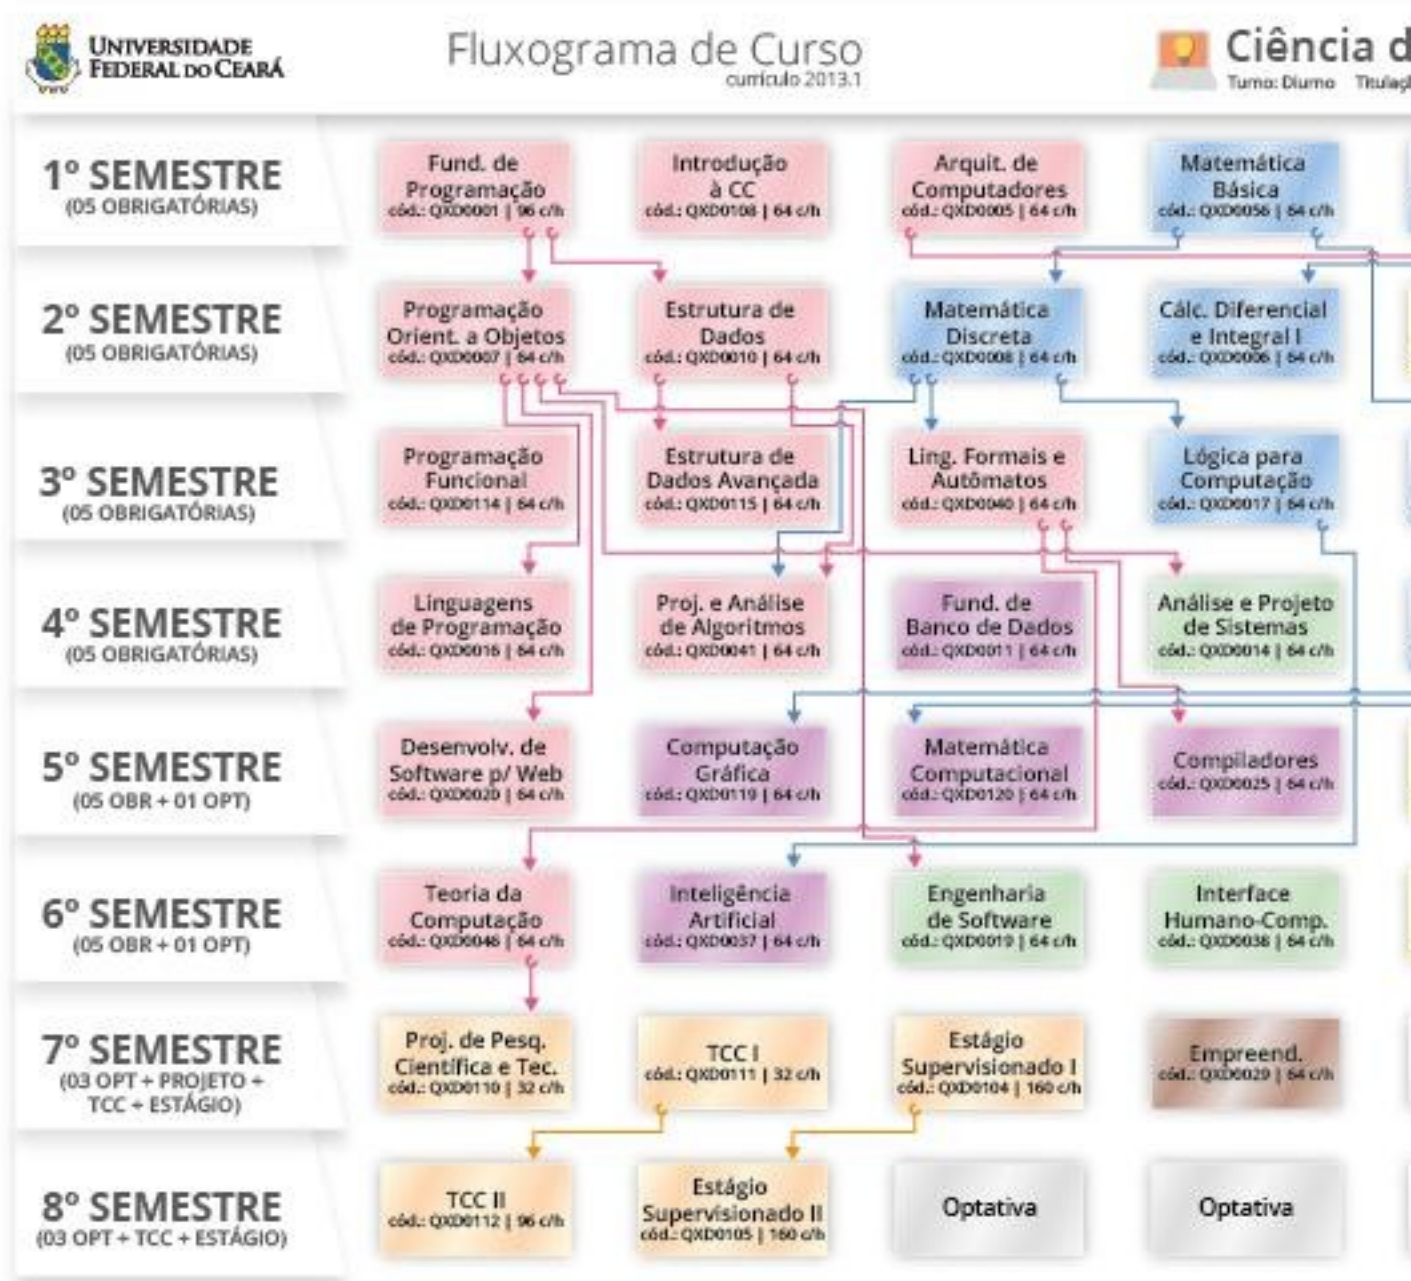 UNIVERSIDADE
FEDERAL DO CEARÁ
Fluxograma de Curso
currículo 2013.1
Ciência d
Turno: Diurno Titulaçã
1º SEMESTRE
(05 OBRIGATÓRIAS)
Fund. de
Programação
cód.: QXD0001 | 96 c/h
Introdução
à CC
cód.: QXD0108 | 64 c/h
Arquit. de
Computadores
cód.: QXD0005 | 64 c/h
Matemática
Básica
cód.: QXD0056 | 64 c/h
2º SEMESTRE
(05 OBRIGATÓRIAS)
Programação
Orient. a Objetos
cód.: QXD0007 | 64 c/h
Estrutura de
Dados
cód.: QXD0010 | 64 c/h
Matemática
Discreta
cód.: QXD0008 | 64 c/h
Cálc. Diferencial
e Integral I
cód.: QXD0006 | 64 c/h
3º SEMESTRE
(05 OBRIGATÓRIAS)
Programação
Funcional
cód.: QXD0114 | 64 c/h
Estrutura de
Dados Avançada
cód.: QXD0115 | 64 c/h
Ling. Formais e
Autômatos
cód.: QXD0040 | 64 c/h
Lógica para
Computação
cód.: QXD0017 | 64 c/h
4º SEMESTRE
(05 OBRIGATÓRIAS)
Linguagens
de Programação
cód.: QXD0016 | 64 c/h
Proj. e Análise
de Algoritmos
cód.: QXD0041 | 64 c/h
Fund. de
Banco de Dados
cód.: QXD0011 | 64 c/h
Análise e Projeto
de Sistemas
cód.: QXD0014 | 64 c/h
5º SEMESTRE
(05 OBR + 01 OPT)
Desenvolv. de
Software p/ Web
cód.: QXD0020 | 64 c/h
Computação
Gráfica
cód.: QXD0119 | 64 c/h
Matemática
Computacional
cód.: QXD0120 | 64 c/h
Compiladores
cód.: QXD0025 | 64 c/h
6º SEMESTRE
(05 OBR + 01 OPT)
Teoria da
Computação
cód.: QXD0046 | 64 c/h
Inteligência
Artificial
cód.: QXD0037 | 64 c/h
Engenharia
de Software
cód.: QXD0019 | 64 c/h
Interface
Humano-Comp.
cód.: QXD0038 | 64 c/h
7º SEMESTRE
(03 OPT + PROJETO +
TCC + ESTÁGIO)
Proj. de Pesq.
Científica e Tec.
cód.: QXD0110 | 32 c/h
TCC I
cód.: QXD0111 | 32 c/h
Estágio
Supervisionado I
cód.: QXD0104 | 160 c/h
Empreend.
cód.: QXD0029 | 64 c/h
8º SEMESTRE
(03 OPT + TCC + ESTÁGIO)
TCC II
cód.: QXD0112 | 96 c/h
Estágio
Supervisionado II
cód.: QXD0105 | 160 c/h
Optativa
Optativa